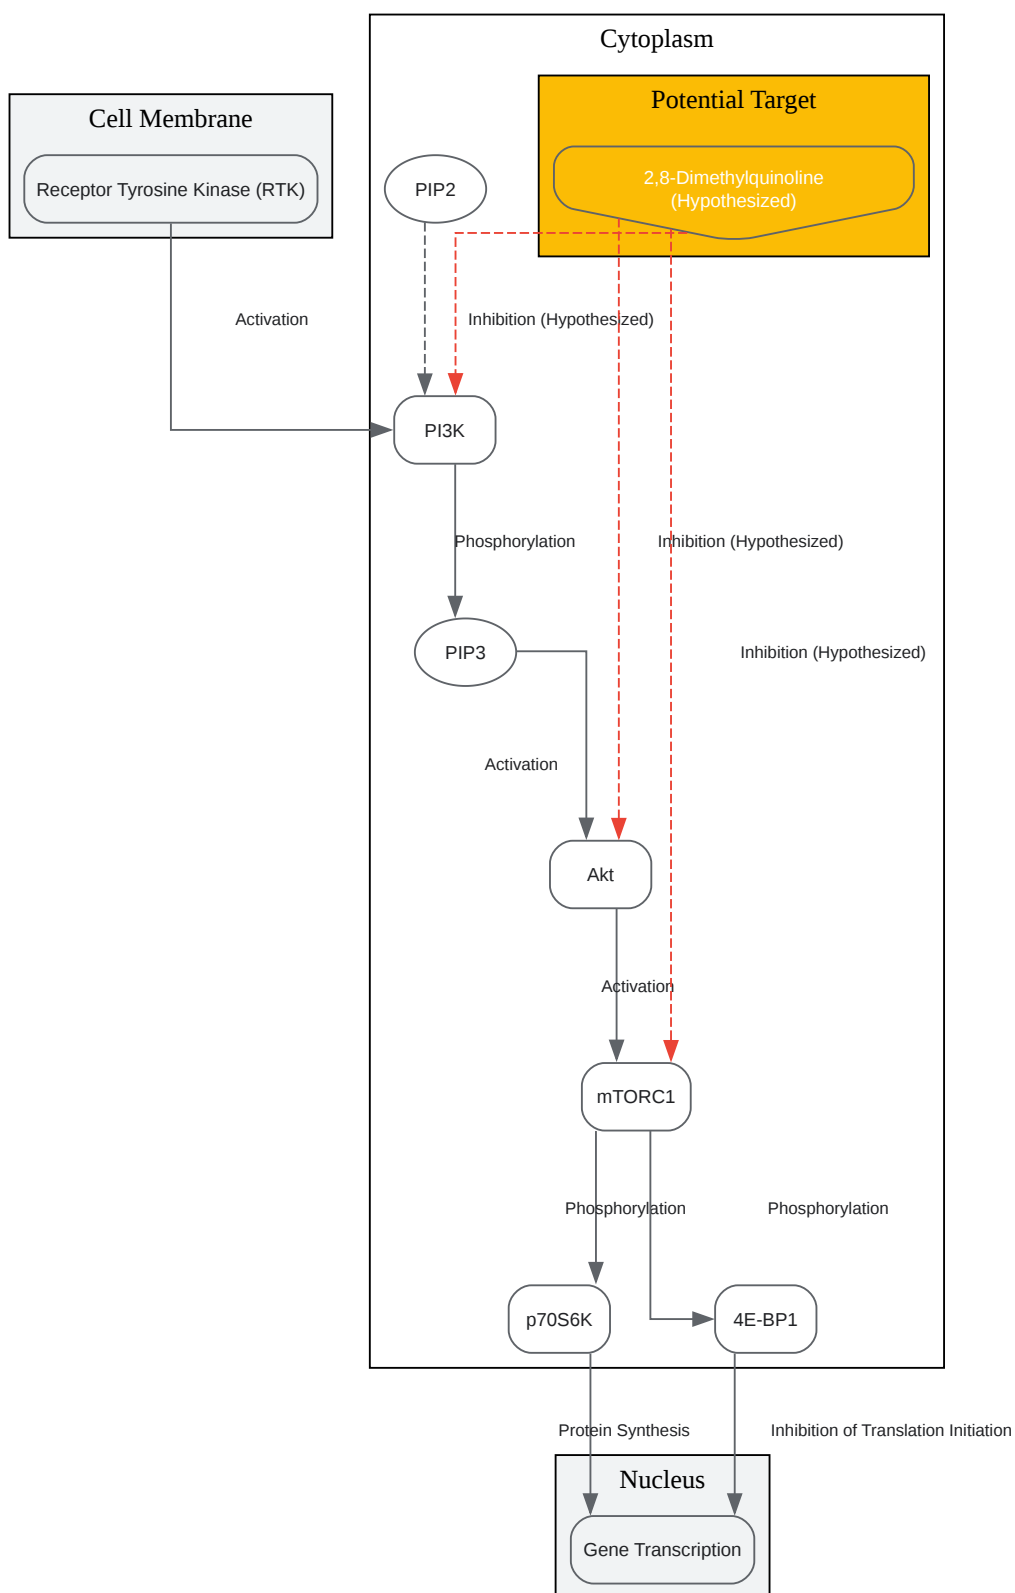 Cytoplasm
Potential Target
Cell Membrane
2,8-Dimethylquinoline
(Hypothesized)
Receptor Tyrosine Kinase (RTK)
PIP2
Activation
Inhibition (Hypothesized)
PI3K
Phosphorylation
Inhibition (Hypothesized)
PIP3
Inhibition (Hypothesized)
Activation
Akt
Activation
mTORC1
Phosphorylation
Phosphorylation
p70S6K
4E-BP1
Protein Synthesis
Inhibition of Translation Initiation
Nucleus
Gene Transcription